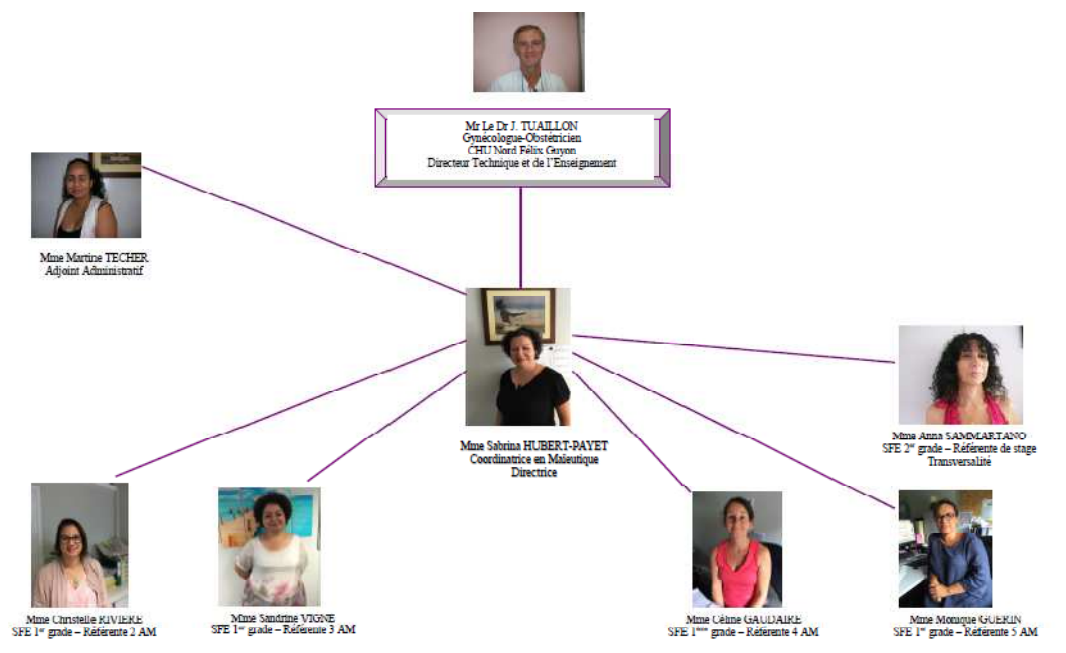 Mr Le Dr J. TUAILLON
Gynécologue-Obstétricien
CHU Nord Félix Guyon
Directeur Technique et de l'Enseignement
Mme Martine TECHER
Adjoint Administratif
Mme Sabrina HUBERT-PAYET
Coordinatrice en Maïeutique
Directrice
Mme Anna SAMMARTANO
SFE 2ᵉʳ grade – Référente de stage
Transversalité
Mme Christelle RIVIERE
SFE 1ᵉʳ grade – Référente 2 AM
Mme Sandrine VIGNE
SFE 1ᵉʳ grade – Référente 3 AM
Mme Céline GAUDAIRE
SFE 1ᵉʳᵉ grade – Référente 4 AM
Mme Monique GUERIN
SFE 1ᵉʳ grade – Référente 5 AM